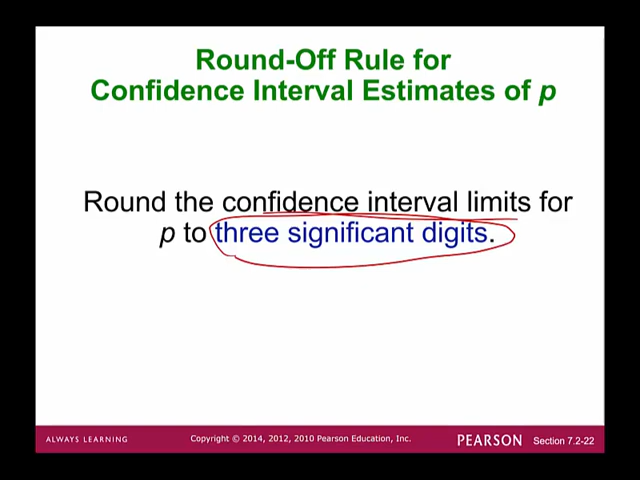 Round-Off Rule for
Confidence Interval Estimates of p
Round the confidence interval limits for
p to three significant digits.
ALWAYS LEARNING
Copyright © 2014, 2012, 2010 Pearson Education, Inc.
PEARSON
Section 7.2-22